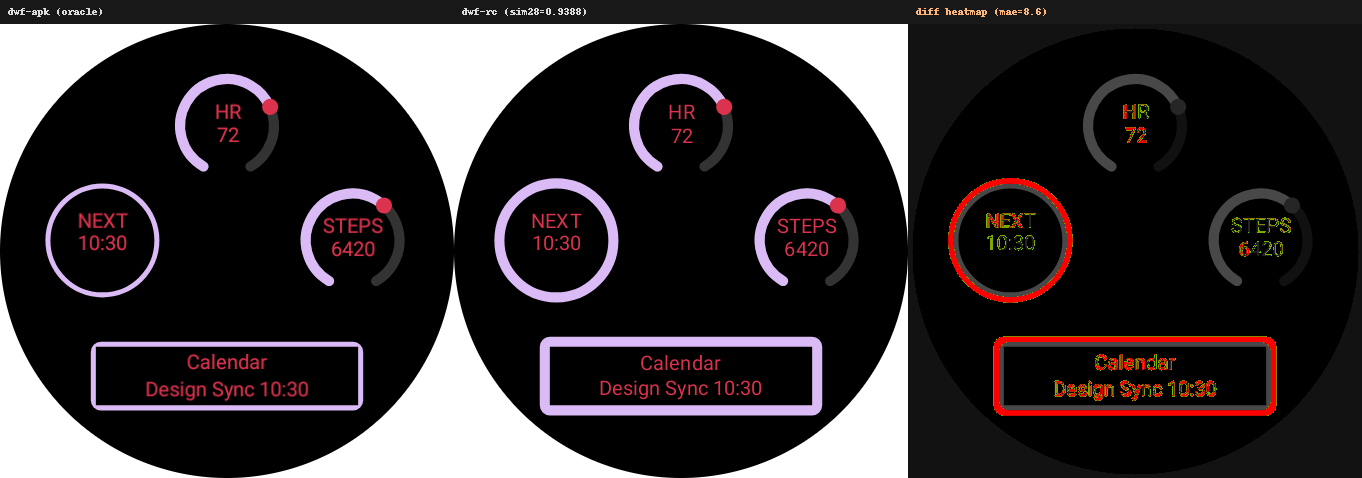 dwf-apk (oracle)
dwf-rc (sim28=0.9388)
diff heatmap (mae=8.6)
HR
72
NEXT
10:30
STEPS
6420
Calendar
Design Sync 10:30
HR
72
NEXT
10:30
STEPS
6420
Calendar
Design Sync 10:30
HR
72
NEXT
10:30
STEPS
6420
Calendar
Design Sync 10:30